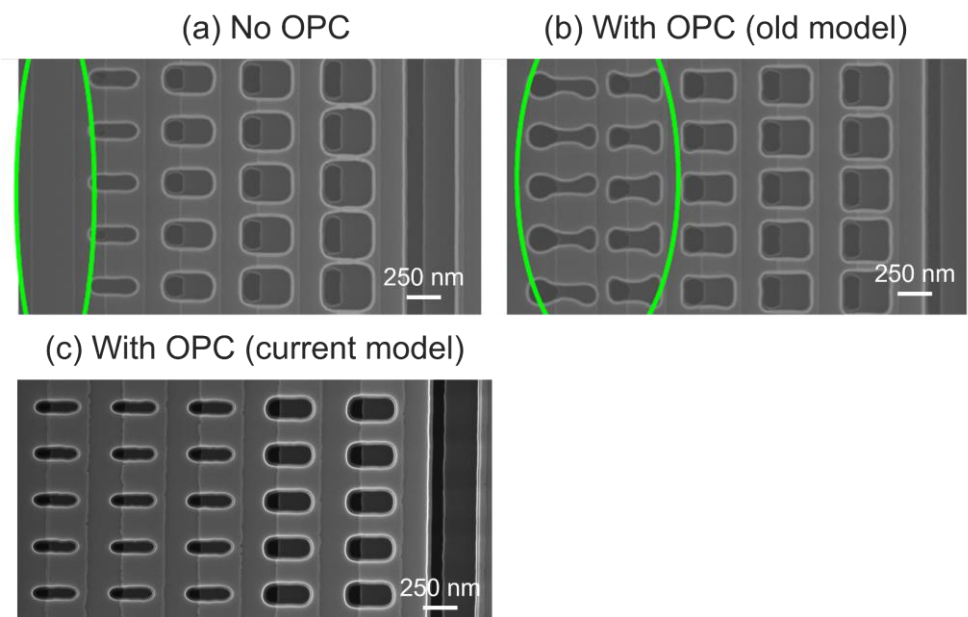 (a) No OPC
(b) With OPC (old model)
250 nm
250 nm
(c) With OPC (current model)
250 nm